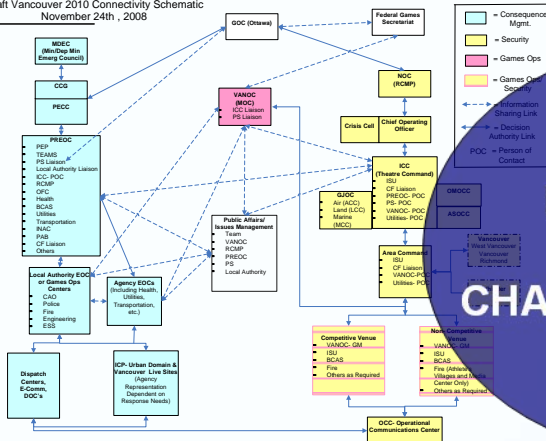 aft Vancouver 2010 Connectivity Schematic
November 24th , 2008
GOC (Ottawa)
Federal Games
Secretariat
= Consequence
Mgmt.
= Security
= Games Ops
= Games Ops/
Security
= Information
Sharing Link
= Decision
Authority Link
POC = Person of
Contact
MDEC
(Min/Dep Min
Emerg Council)
CCG
PECC
PREOC
PEP
TEAMS
PS Liaison
Local Authority Liaison
ICC- POC
RCMP
OFC
Health
BCAS
Utilities
Transportation
INAC
PAB
CF Liaison
Others
VANOC
(MOC)
ICC Liaison
PS Liaison
NOC
(RCMP)
Crisis Cell
Chief Operating
Officer
ICC
(Theatre Command)
ISU
CF Liaison
PREOC- POC
PS- POC
VANOC- POC
Utilities- POC
GJOC
Air (ACC)
Land (LCC)
Marine
(MCC)
OMOCC
ASOCC
Public Affairs/
Issues Management
Team
VANOC
RCMP
PREOC
PS
Local Authority
Area Command
ISU
CF Liaison
VANOC-POC
Utilities- POC
Vancouver
West Vancouver
Vancouver
Richmond
CHA
Local Authority EOC
or Games Ops
Centers
CAO
Police
Fire
Engineering
ESS
Agency EOCs
(Including Health,
Utilities,
Transportation,
etc.)
Competitive Venue
VANOC- GM
ISU
BCAS
Fire
Others as Required
Non- Competitive
Venue
VANOC- GM
ISU
BCAS
Fire (Athlete's
Villages and Media
Center Only)
Others as Required
Dispatch
Centers,
E-Comm,
DOC's
ICP- Urban Domain &
Vancouver Live Sites
(Agency
Representation
Dependent on
Response Needs)
OCC- Operational
Communications Center